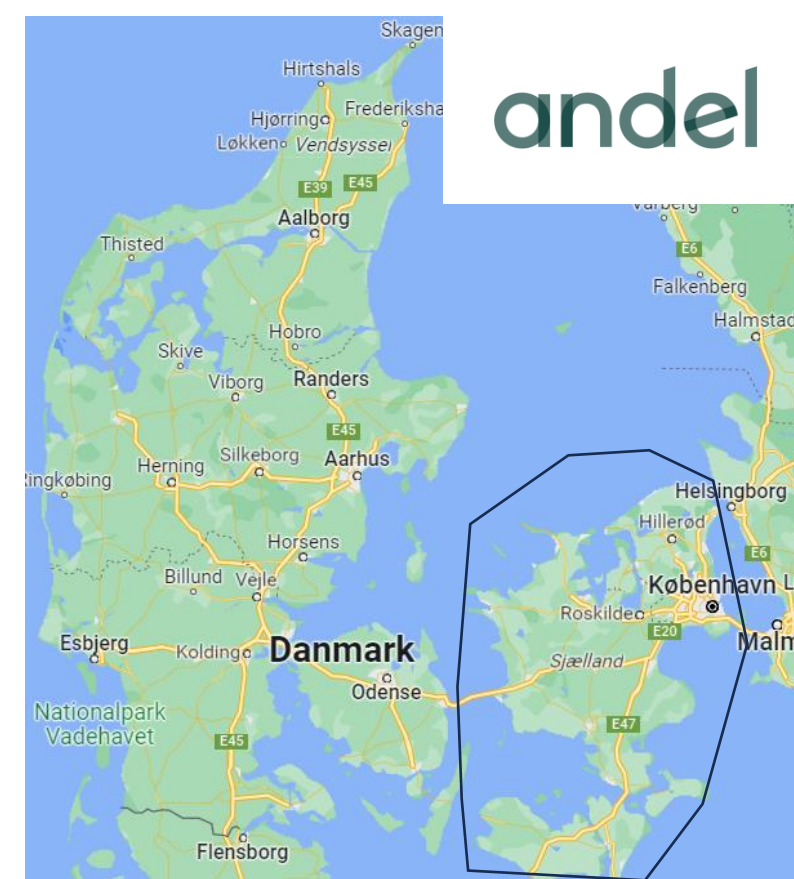 Skagen
andel
Hirtshals
Hjørring
Frederiksha
Løkken
Vendsyssel
E39
E45
Aalborg
Varberg
Thisted
E6
Falkenberg
Halmstad
Hobro
Skive
Viborg
Randers
E45
Silkeborg
Aarhus
Herning
Ringkøbing
Helsingborg
Hillerød
Horsens
E6
Billund
Vejle
København
L
Roskilde
E20
Esbjerg
Kolding
Danmark
Malm
Sjælland
Odense
Nationalpark
Vadehavet
E47
E45
Flensborg